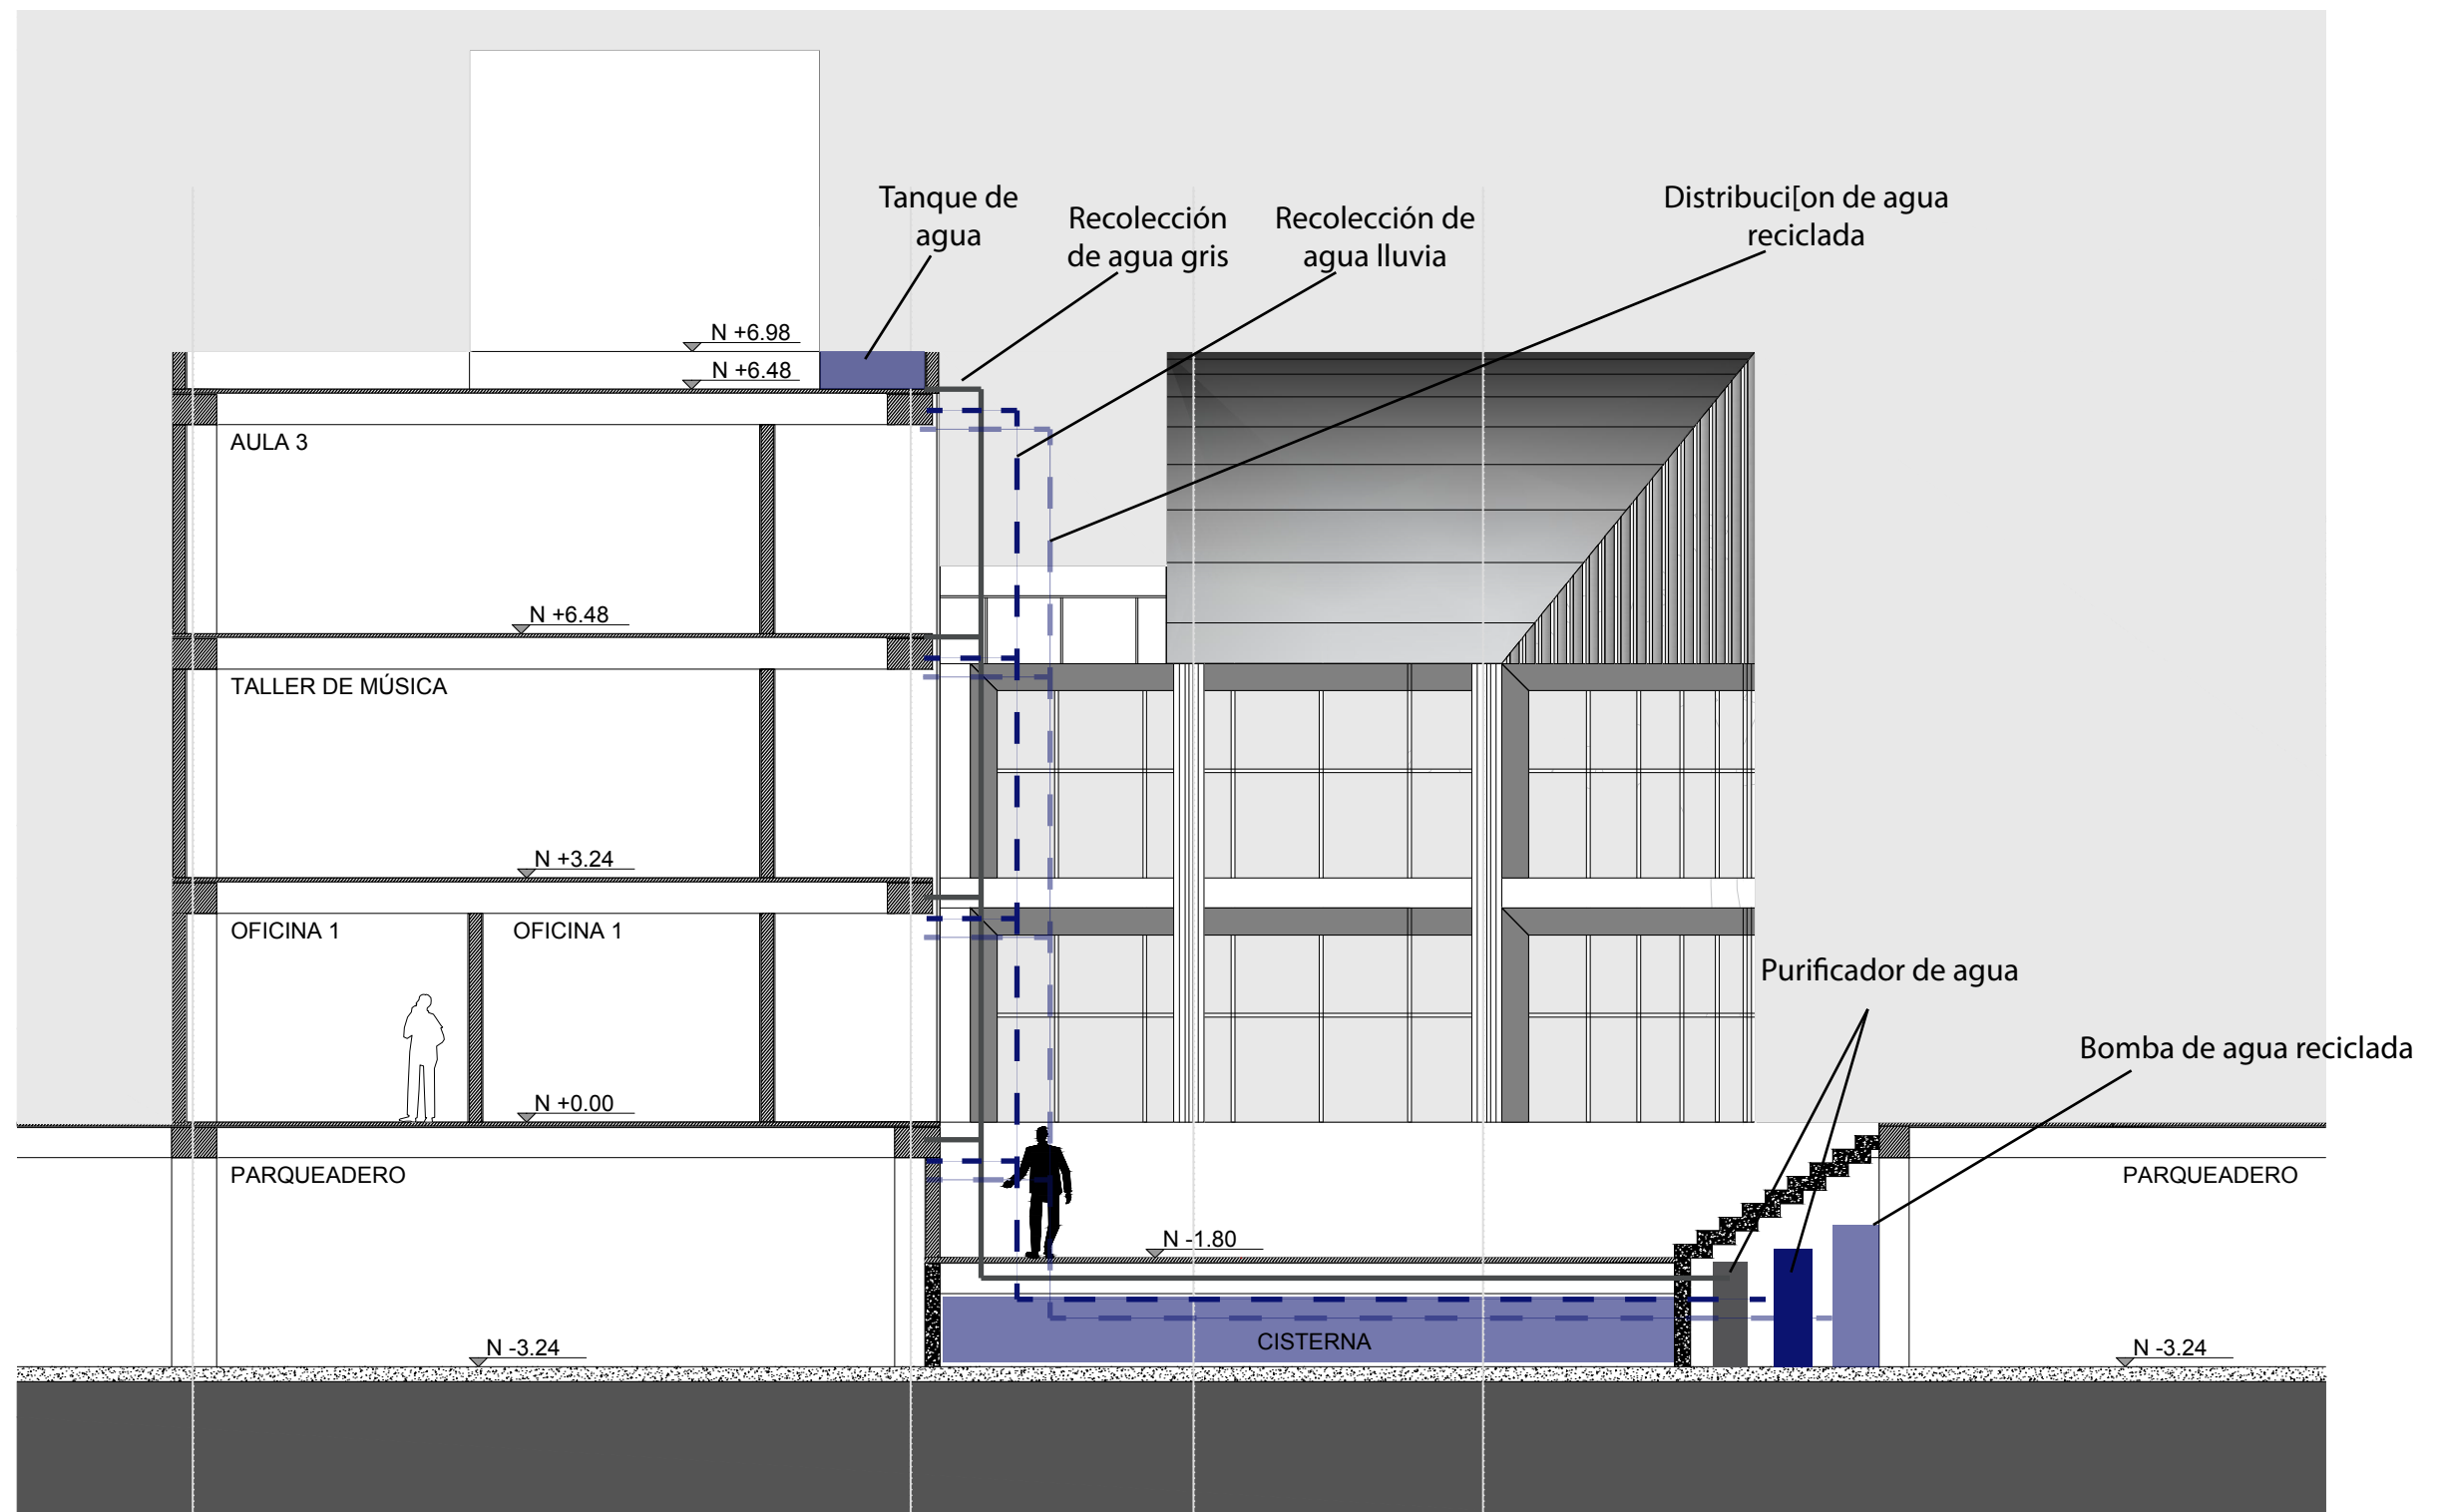 Tanque de
agua
Recolección
de agua gris
Recolección de
agua lluvia
Distribuci[on de agua
reciclada
N +6.98
N +6.48
AULA 3
N +6.48
TALLER DE MÚSICA
N +3.24
OFICINA 1
OFICINA 1
Purificador de agua
Bomba de agua reciclada
N +0.00
PARQUEADERO
PARQUEADERO
N -1.80
CISTERNA
N -3.24
N -3.24